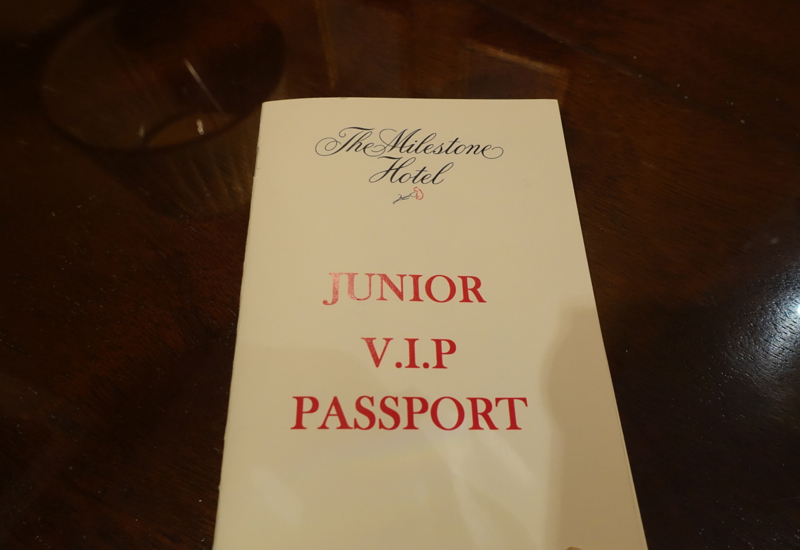 The Milestone
Hotel
JUNIOR
V.I.P
PASSPORT